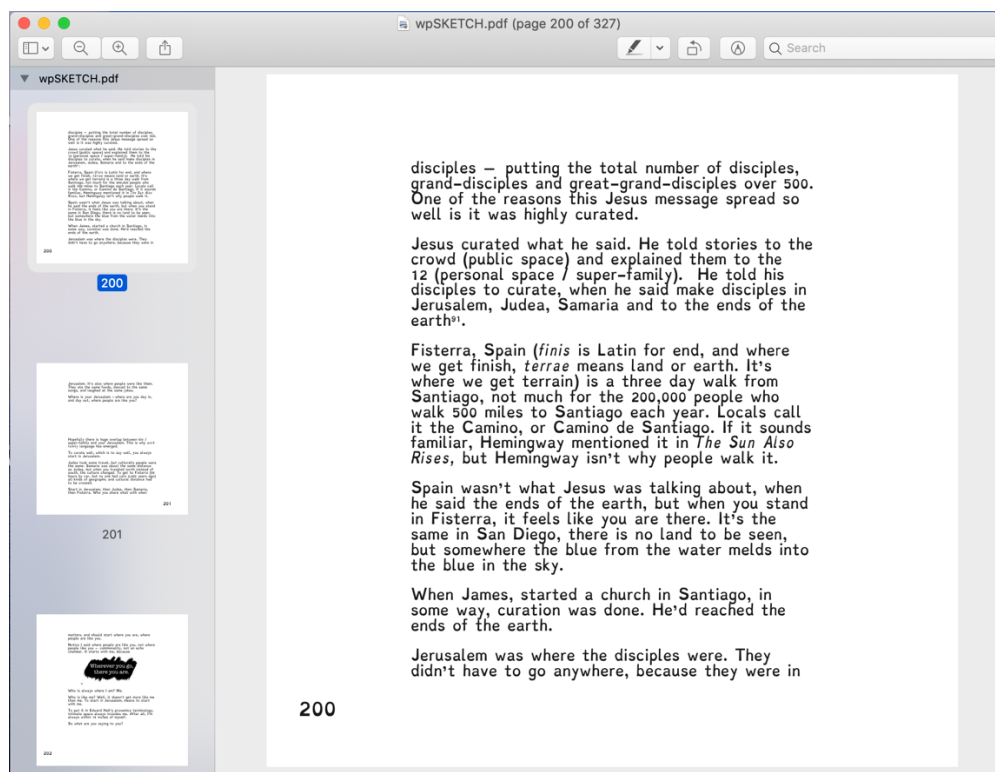 wpSKETCH.pdf (page 200 of 327)
Search
wpSKETCH.pdf
200
200
201
201
Wherever you go,
there you are.
202
disciples – putting the total number of disciples,
grand-disciples and great-grand-disciples over 500.
One of the reasons this Jesus message spread so
well is it was highly curated.
Jesus curated what he said. He told stories to the
crowd (public space) and explained them to the
12 (personal space / super-family). He told his
disciples to curate, when he said make disciples in
Jerusalem, Judea, Samaria and to the ends of the
earth⁹¹.
Fisterra, Spain (finis is Latin for end, and where
we get finish, terrae means land or earth. It's
where we get terrain) is a three day walk from
Santiago, not much for the 200,000 people who
walk 500 miles to Santiago each year. Locals call
it the Camino, or Camino de Santiago. If it sounds
familiar, Hemingway mentioned it in The Sun Also
Rises, but Hemingway isn't why people walk it.
Spain wasn't what Jesus was talking about, when
he said the ends of the earth, but when you stand
in Fisterra, it feels like you are there. It's the
same in San Diego, there is no land to be seen,
but somewhere the blue from the water melds into
the blue in the sky.
When James, started a church in Santiago, in
some way, curation was done. He'd reached the
ends of the earth.
Jerusalem was where the disciples were. They
didn't have to go anywhere, because they were in
200